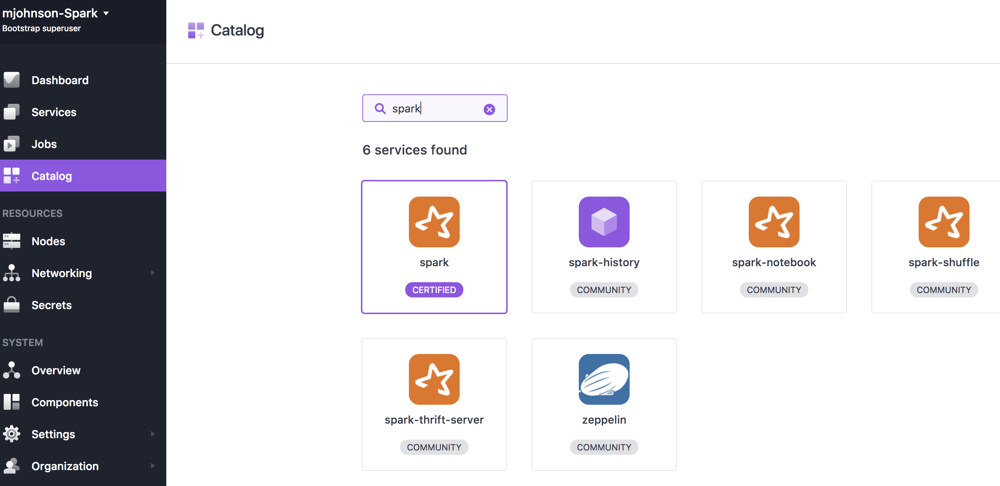 mjohnson-Spark
Bootstrap superuser
Dashboard
Services
Jobs
Catalog
RESOURCES
Nodes
Networking
Secrets
SYSTEM
Overview
Components
Settings
Organization
Catalog
spark
6 services found
spark
CERTIFIED
spark-history
COMMUNITY
spark-notebook
COMMUNITY
spark-shuffle
COMMUNITY
spark-thrift-server
COMMUNITY
zeppelin
COMMUNITY